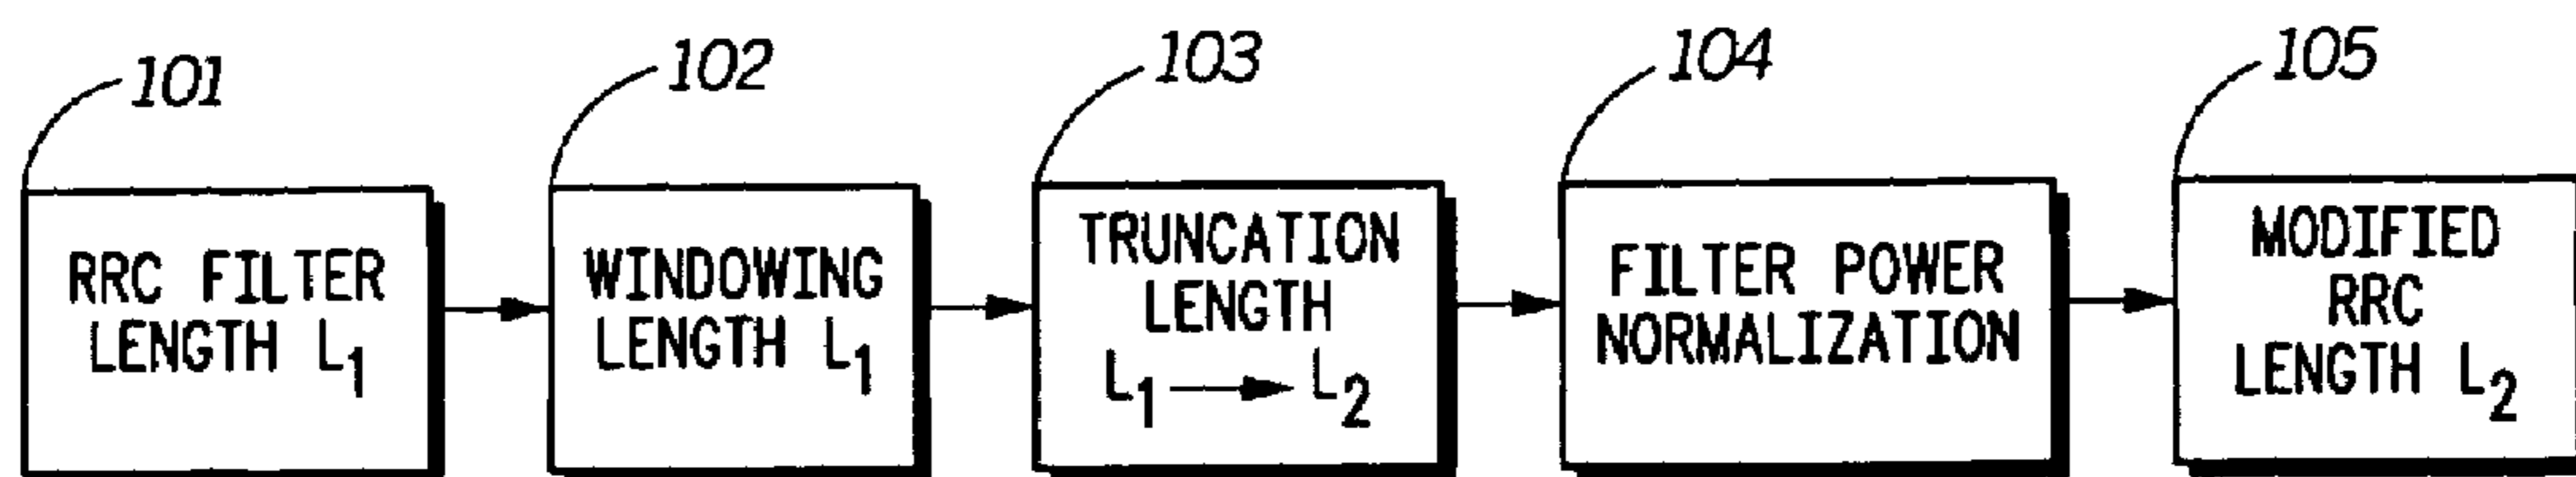 101
102
103
104
105
RRC FILTER
LENGTH L₁
WINDOWING
LENGTH L₁
TRUNCATION
LENGTH
L₁ → L₂
FILTER POWER
NORMALIZATION
MODIFIED
RRC
LENGTH L₂